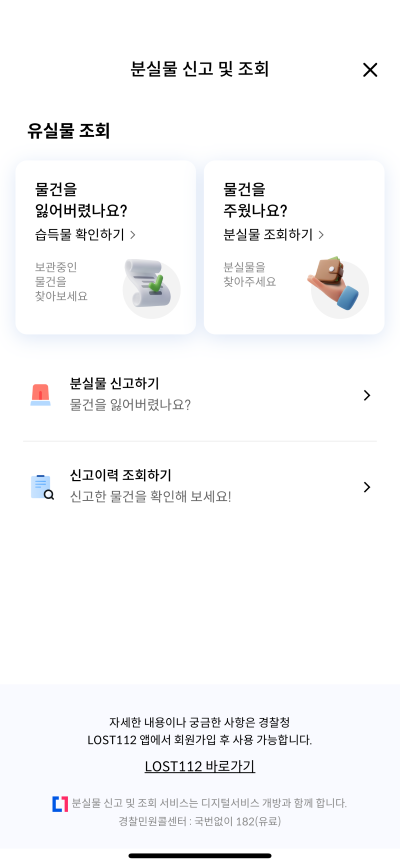 분실물 신고 및 조회
유실물 조회
물건을
잃어버렸나요?
습득물 확인하기
보관중인
물건을
찾아보세요
물건을
주웠나요?
분실물 조회하기
분실물을
찾아주세요
분실물 신고하기
물건을 잃어버렸나요?
신고이력 조회하기
신고한 물건을 확인해 보세요!
자세한 내용이나 궁금한 사항은 경찰청
LOST112 앱에서 회원가입 후 사용 가능합니다.
LOST112 바로가기
분실물 신고 및 조회 서비스는 디지털서비스 개방과 함께 합니다.
경찰민원콜센터 : 국번없이 182(유료)